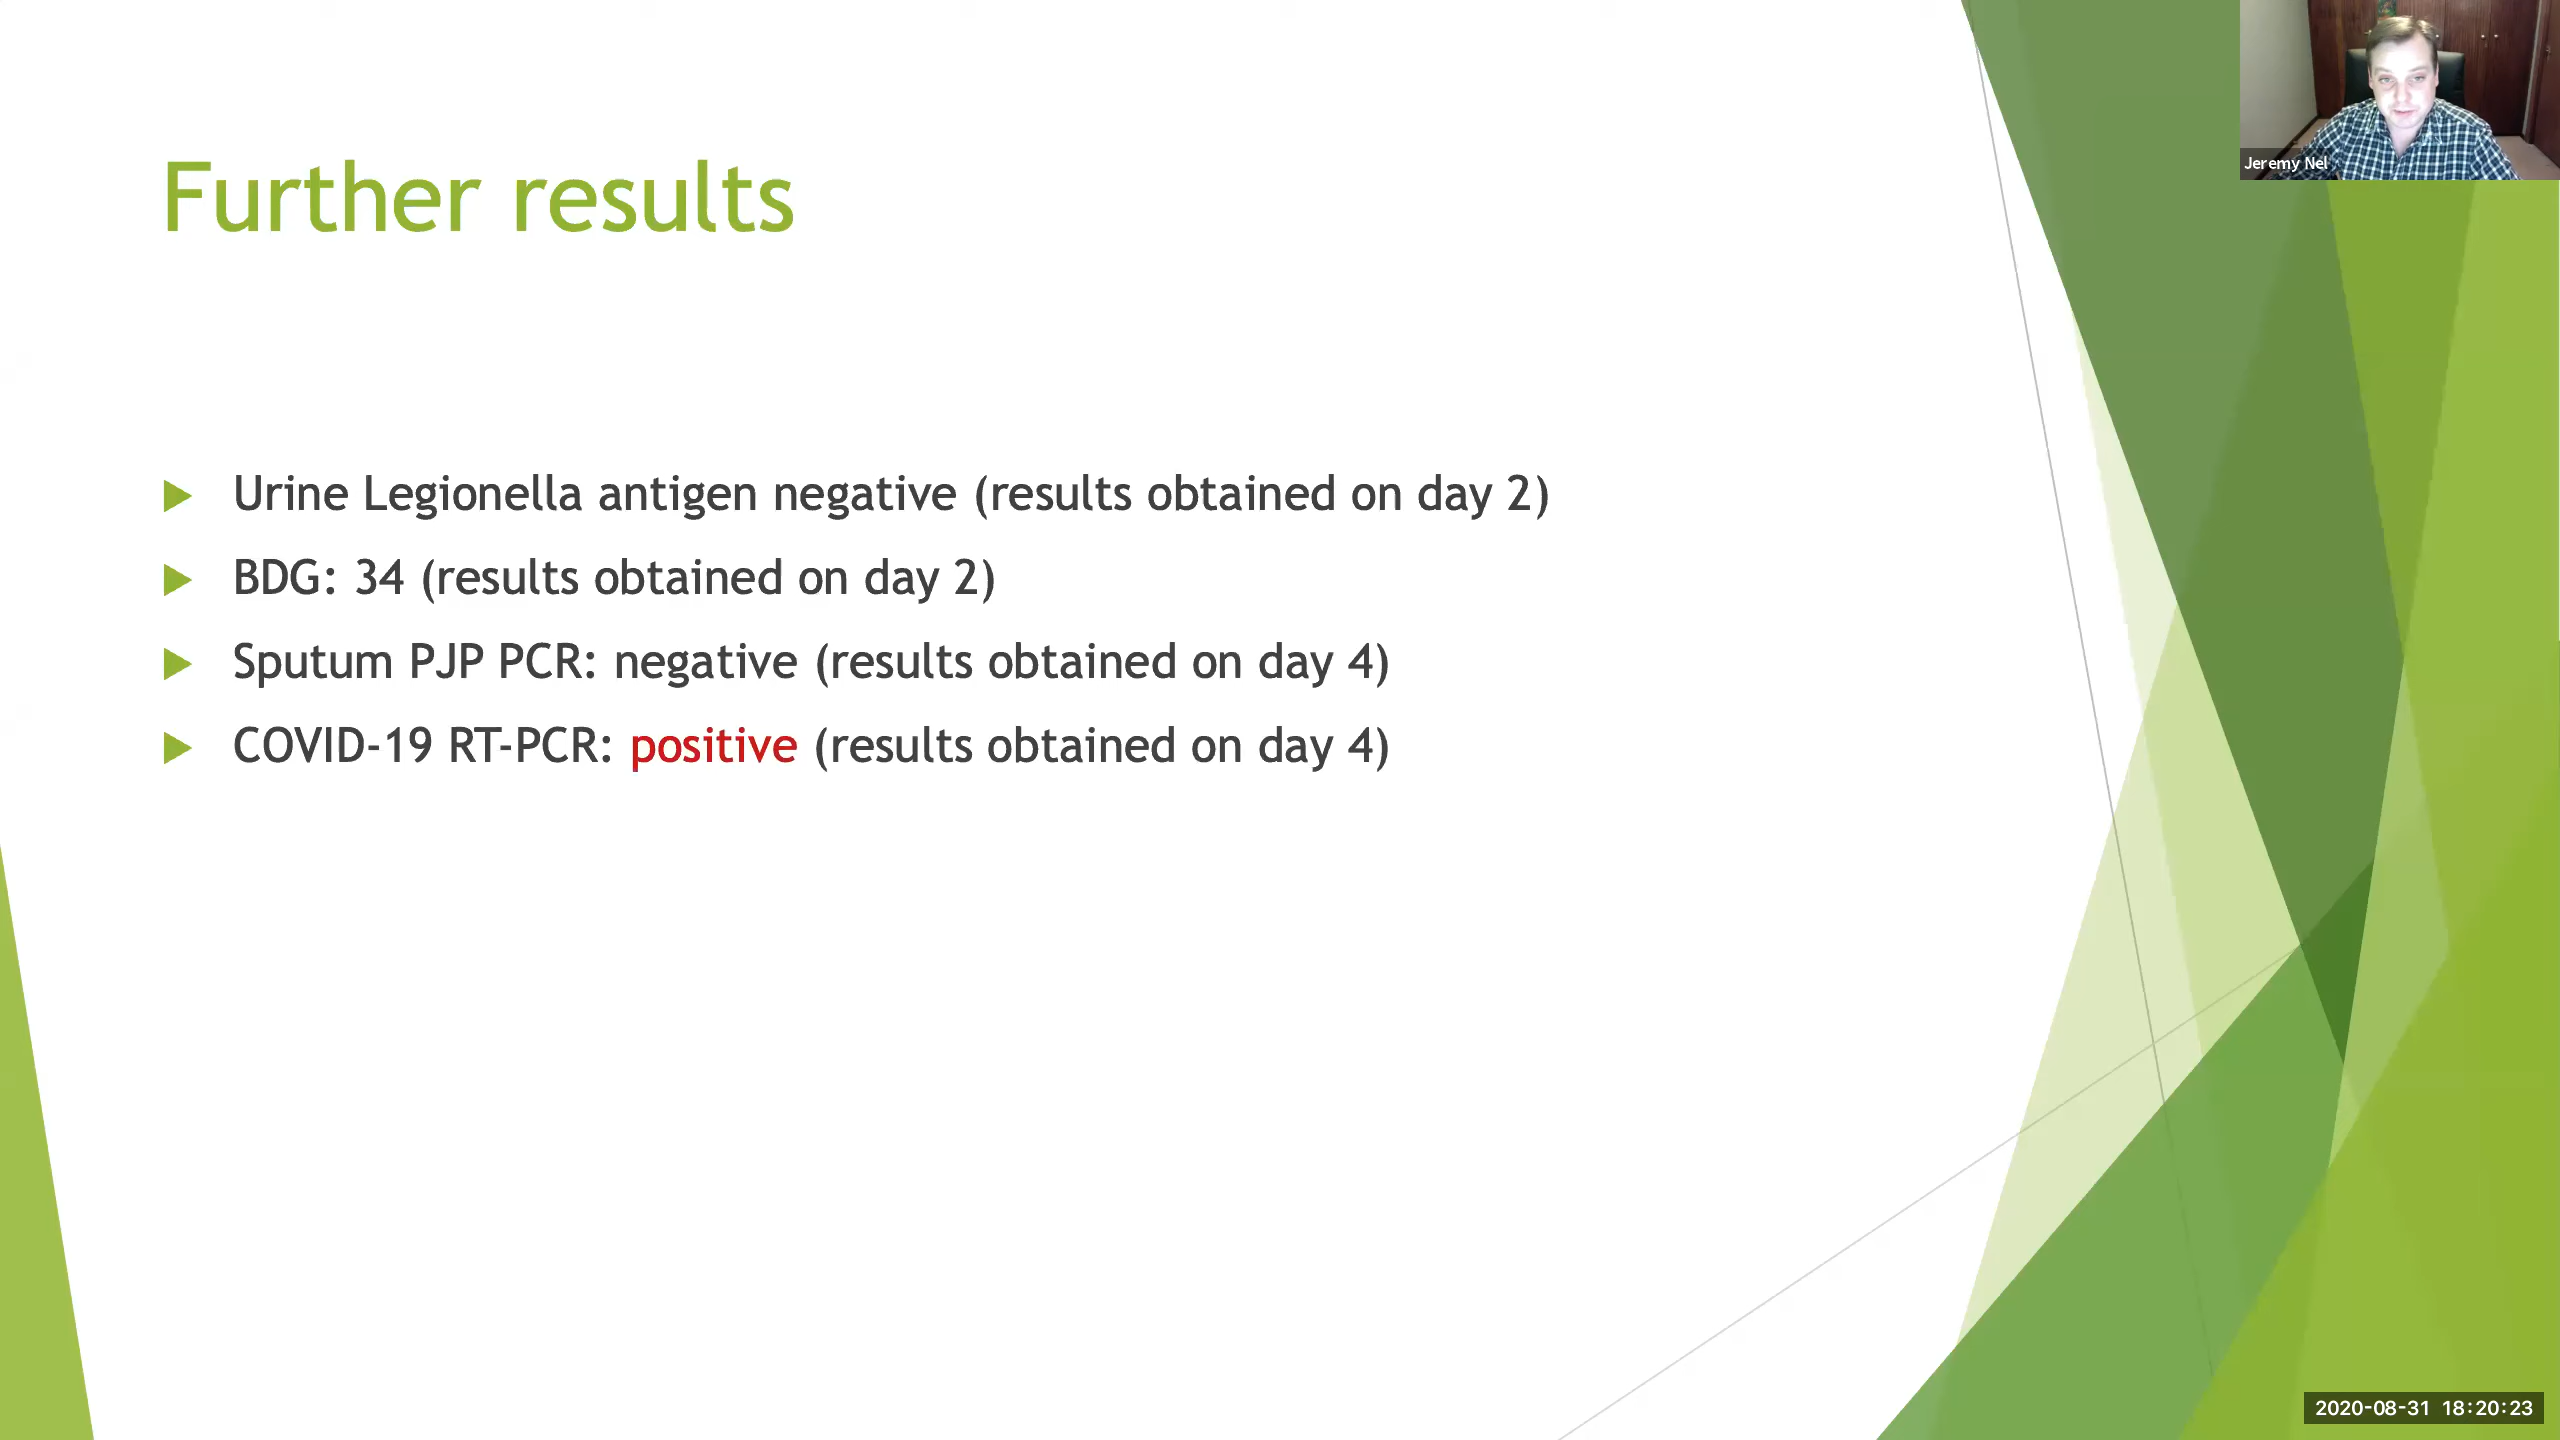 Jeremy Nel
Further results
Urine Legionella antigen negative (results obtained on day 2)
BDG: 34 (results obtained on day 2)
Sputum PJP PCR: negative (results obtained on day 4)
COVID-19 RT-PCR: positive (results obtained on day 4)
2020-08-31 18:20:23